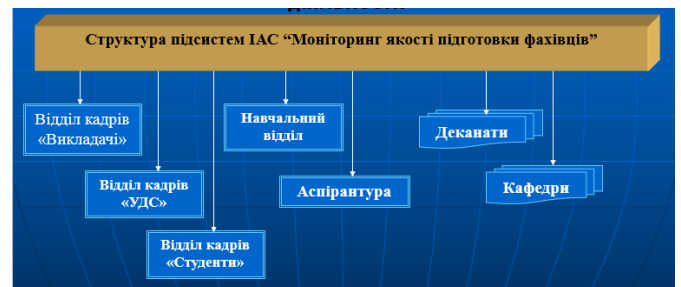 Структура підсистем ІАС “Моніторинг якості підготовки фахівців”
Відділ кадрів
«Викладачі»
Навчальний
відділ
Деканати
Відділ кадрів
«УДС»
Аспірантура
Кафедри
Відділ кадрів
«Студенти»